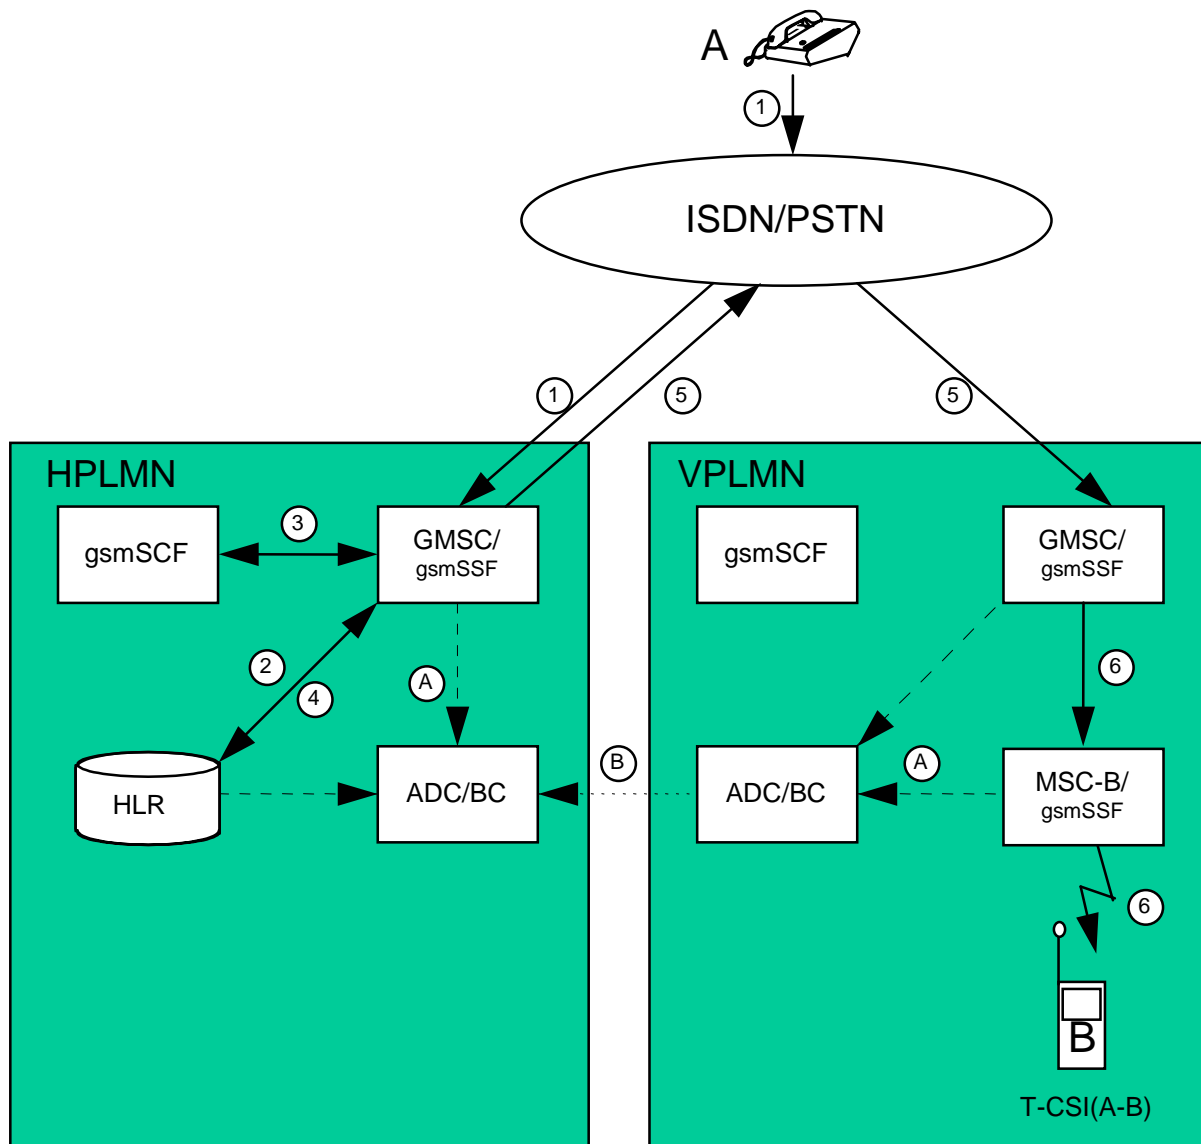 A
1
ISDN/PSTN
1
5
5
HPLMN
VPLMN
gsmSCF
3
GMSC/
gsmSSF
gsmSCF
GMSC/
gsmSSF
2
4
A
6
HLR
ADC/BC
B
ADC/BC
A
MSC-B/
gsmSSF
6
B
T-CSI(A-B)